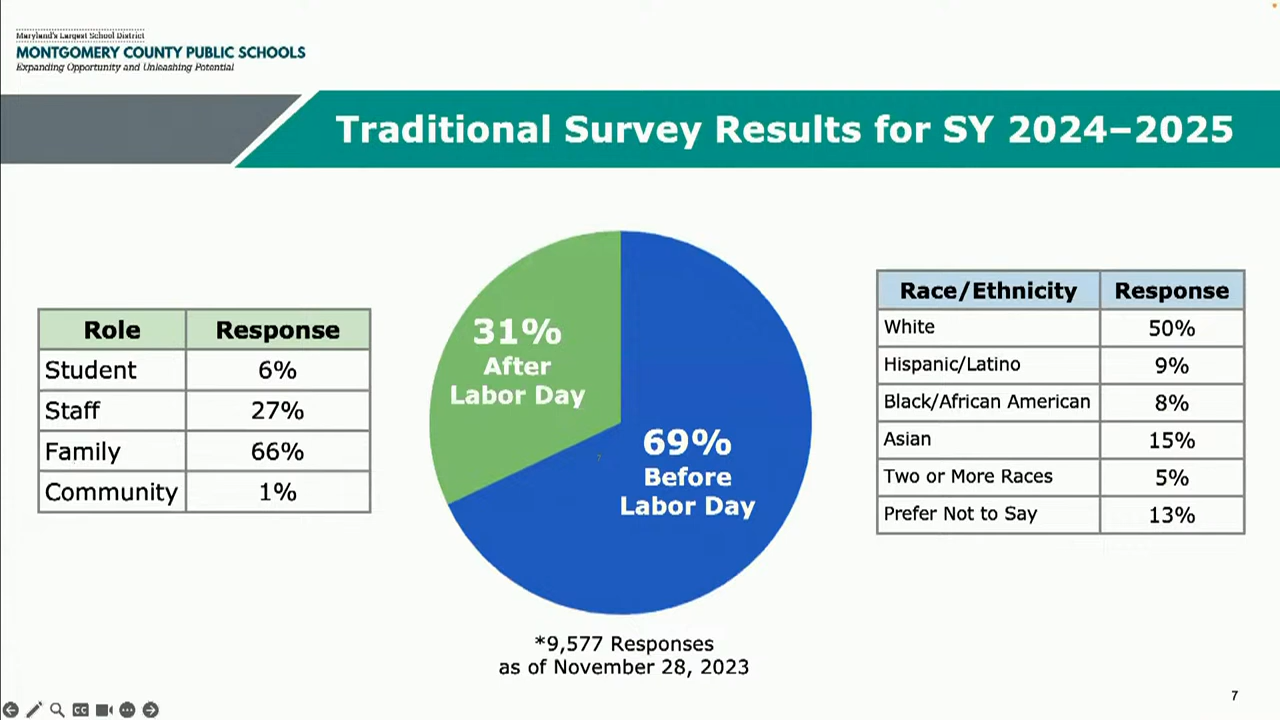 Maryland's Largest School District
MONTGOMERY COUNTY PUBLIC SCHOOLS
Expanding Opportunity and Unleashing Potential
Traditional Survey Results for SY 2024–2025
Role Response
Student 6%
Staff 27%
Family 66%
Community 1%
31%
After
Labor Day
69%
Before
Labor Day
Race/Ethnicity Response
White 50%
Hispanic/Latino 9%
Black/African American 8%
Asian 15%
Two or More Races 5%
Prefer Not to Say 13%
*9,577 Responses
as of November 28, 2023
CC
7